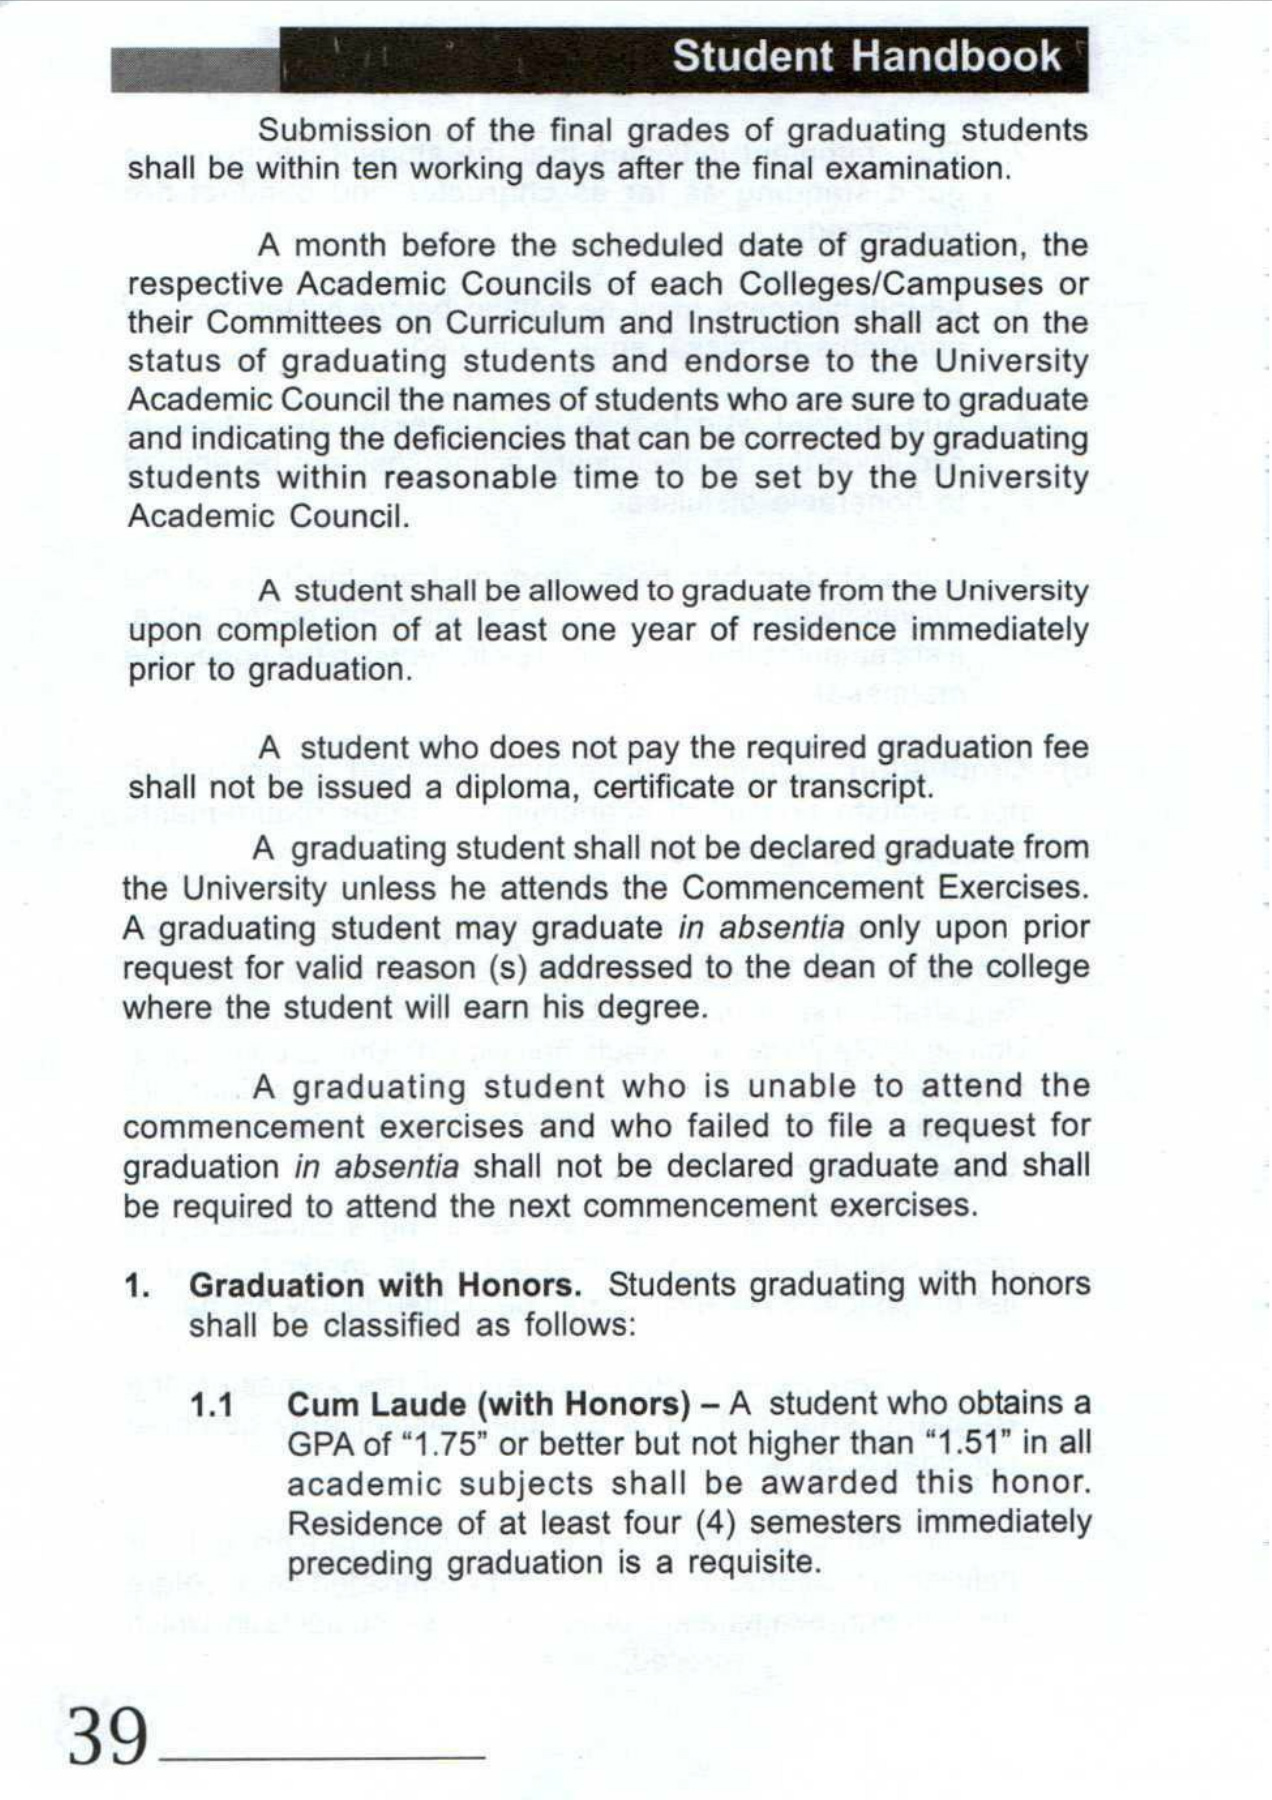 Student Handbook
Submission of the final grades of graduating students
shall be within ten working days after the final examination.
A month before the scheduled date of graduation, the
respective Academic Councils of each Colleges/Campuses or
their Committees on Curriculum and Instruction shall act on the
status of graduating students and endorse to the University
Academic Council the names of students who are sure to graduate
and indicating the deficiencies that can be corrected by graduating
students within reasonable time to be set by the University
Academic Council.
A student shall be allowed to graduate from the University
upon completion of at least one year of residence immediately
prior to graduation.
A student who does not pay the required graduation fee
shall not be issued a diploma, certificate or transcript.
A graduating student shall not be declared graduate from
the University unless he attends the Commencement Exercises.
A graduating student may graduate in absentia only upon prior
request for valid reason (s) addressed to the dean of the college
where the student will earn his degree.
A graduating student who is unable to attend the
commencement exercises and who failed to file a request for
graduation in absentia shall not be declared graduate and shall
be required to attend the next commencement exercises.
1. Graduation with Honors. Students graduating with honors
shall be classified as follows:
1.1 Cum Laude (with Honors) – A student who obtains a
GPA of “1.75” or better but not higher than “1.51” in all
academic subjects shall be awarded this honor.
Residence of at least four (4) semesters immediately
preceding graduation is a requisite.
39